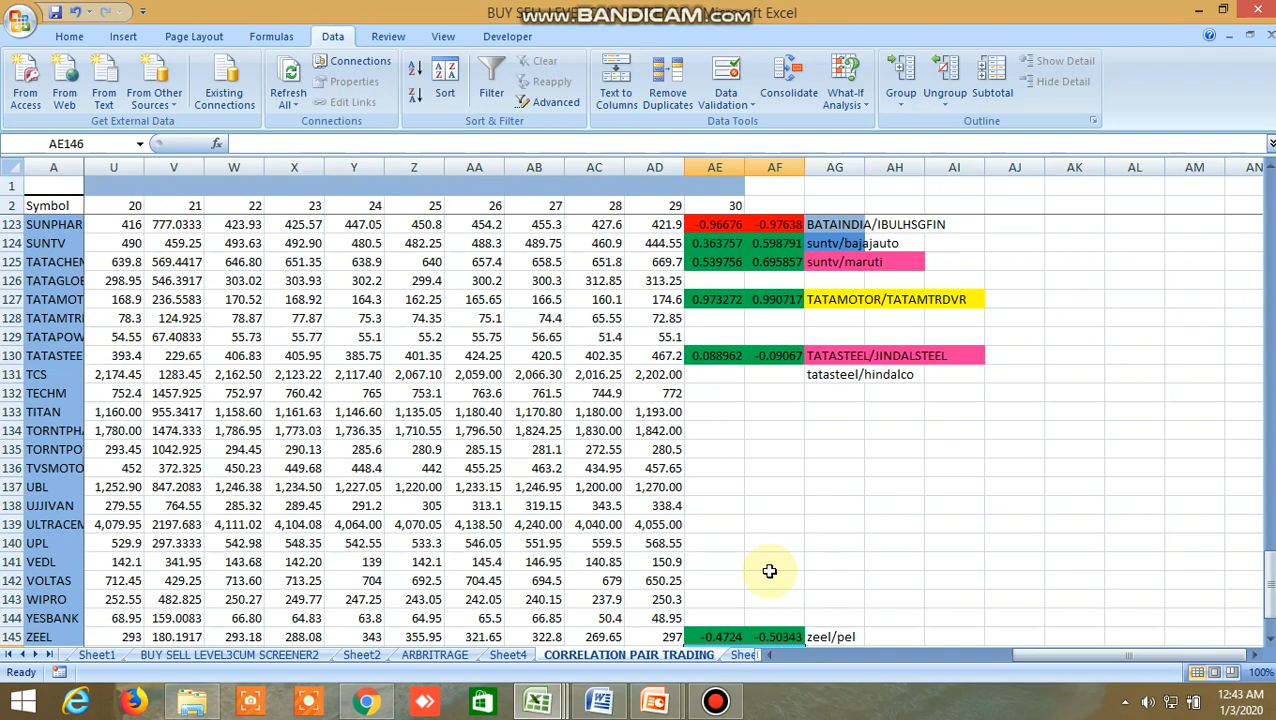 BUY SELL LEVEL
www.BANDICAM.com
Microsoft Excel
Home Insert Page Layout Formulas Data Review View Developer
From Access
From Web
From Text
From Other Sources
Existing Connections
Get External Data
Refresh All
Connections
Properties
Edit Links
Connections
Sort
Filter
Clear
Reapply
Advanced
Sort & Filter
Text to Columns
Remove Duplicates
Data Validation
Consolidate
What-If Analysis
Data Tools
Group
Ungroup
Subtotal
Show Detail
Hide Detail
Outline
AE146 fx
A U V W X Y Z AA AB AC AD AE AF AG AH AI AJ AK AL AM AN
1
2 Symbol 20 21 22 23 24 25 26 27 28 29 30
123 SUNPHAR 416 777.0833 423.93 425.57 447.05 450.8 454.2 455.3 427.6 421.9 -0.96676 -0.97638 BATAINDIA/IBULHSGFIN
124 SUNTV 490 459.25 493.63 492.90 480.5 482.25 488.3 489.75 460.9 444.55 0.363757 0.598791 suntv/bajajauto
125 TATACHEM 639.8 559.4417 646.80 651.35 638.9 640 657.4 658.5 651.8 669.7 0.539756 0.695857 suntv/maruti
126 TATAGLOB 298.95 546.3917 303.02 303.93 302.2 299.4 300.2 300.3 312.85 313.25
127 TATAMOT 168.9 236.5583 170.52 168.92 164.3 162.25 165.65 166.5 160.1 174.6 0.973272 0.990717 TATAMOTOR/TATAMTRDVR
128 TATAMTR 78.3 124.925 78.87 77.87 75.3 74.35 75.1 74.4 65.55 72.85
129 TATAPOW 54.55 67.40833 55.73 55.77 55.1 55.2 55.75 56.65 51.4 55.1
130 TATASTEE 393.4 229.65 406.83 405.95 385.75 401.35 424.25 420.5 402.35 467.2 0.088962 -0.09067 TATASTEEL/JINDALSTEEL
131 TCS 2,174.45 1283.45 2,152.50 2,123.22 2,117.40 2,067.10 2,059.00 2,066.30 2,016.25 2,202.00 tatasteel/hindalco
132 TECHM 752.4 1457.925 752.97 760.32 765 753.1 763.6 761.5 744.9 772
133 TITAN 1,160.00 955.3417 1,158.60 1,161.63 1,146.60 1,135.05 1,180.40 1,170.80 1,180.00 1,193.00
134 TORNTPHA 1,780.00 1474.333 1,786.95 1,773.03 1,736.35 1,710.55 1,796.50 1,824.25 1,830.00 1,842.00
135 TORNTPO 293.45 1042.925 294.45 290.13 285.6 280.9 285.15 281.1 272.55 280.5
136 TVSMOTO 452 372.325 450.23 449.68 448.4 442 455.25 463.2 434.95 457.65
137 UBL 1,252.90 815.9417 1,246.38 1,234.50 1,227.05 1,220.00 1,233.15 1,246.95 1,200.00 1,270.00
138 UJJIVAN 279.55 764.55 285.32 289.45 291.2 305 313.1 319.15 343.5 338.4
139 ULTRACEM 4,079.95 2197.683 4,111.02 4,104.08 4,064.00 4,070.05 4,138.50 4,240.00 4,040.00 4,055.00
140 UPL 529.9 297.3333 542.98 548.35 542.55 533.3 546.05 551.95 559.5 568.55
141 VEDL 142.1 341.95 143.68 142.20 139 142.1 145.4 146.95 140.85 150.9
142 VOLTAS 712.45 429.25 713.60 713.25 704 692.5 704.45 694.5 679 650.25
143 WIPRO 252.55 482.825 250.27 249.77 247.25 243.05 242.05 240.1 237.9 250.3
144 YESBANK 68.95 159.0083 66.80 64.83 63.8 64.95 65.5 66.85 50.4 48.95
145 ZEEL 293 180.1917 293.18 288.08 343 355.95 321.65 322.8 269.65 297 -0.4724 -0.50343 zeel/pel
Sheet1 BUY SELL LEVEL3CUM SCREENER2 Sheet2 ARBRITRAGE Sheet4 CORRELATION PAIR TRADING Shee
Ready 100%
12:43 AM
1/3/2020